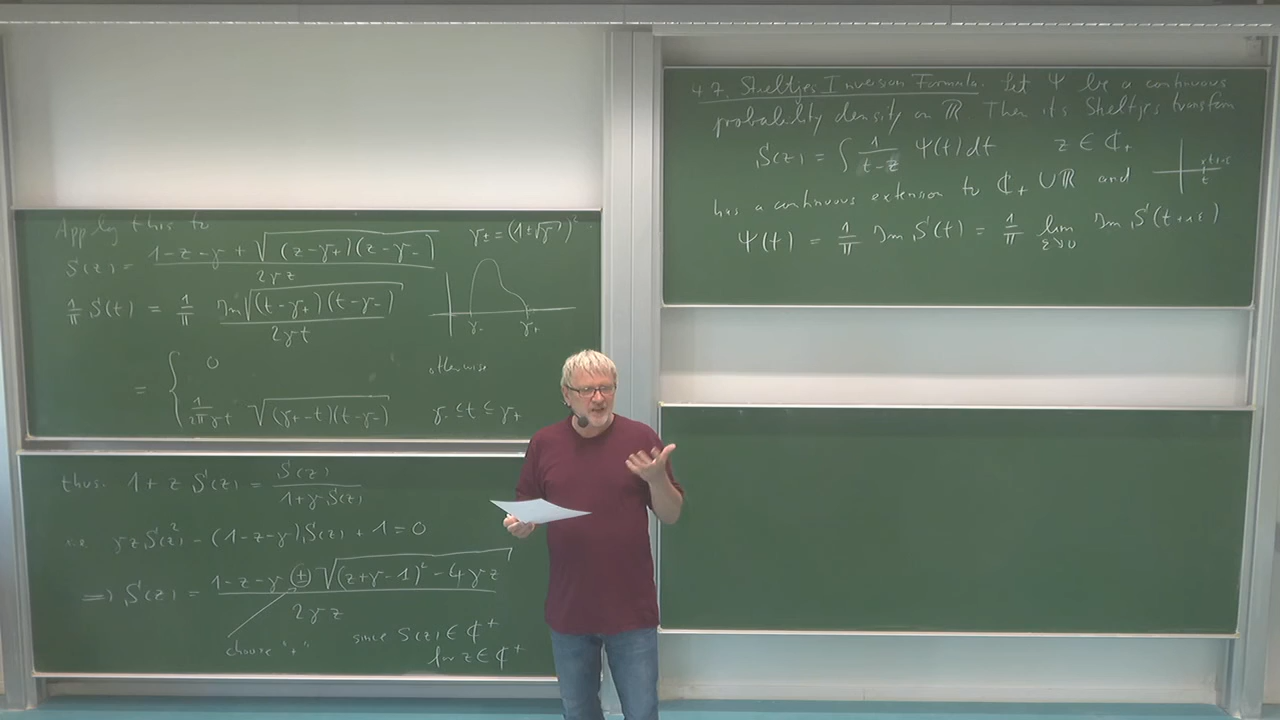 Apply this to
S(z) = (1-z-γ + √((z-γ₊)(z-γ₋))) / 2γz
γ± = (1±√γ)²
1/π S(t) = 1/π Im√((t-γ₊)(t-γ₋)) / 2γt
γ₋ γ₊
= { 0 otherwise
1/2πγt √((γ₊-t)(t-γ₋)) γ₋ ≤ t ≤ γ₊
thus: 1 + z S(z) = S(z) / (1+γS(z))
i.e. γz S(z)² - (1-z-γ) S(z) + 1 = 0
=> S(z) = (1-z-γ ± √((z+γ-1)² - 4γz)) / 2γz
choose "+" since S(z) ∈ ℂ⁺
for z ∈ ℂ⁺
4.7. Stieltjes Inversion Formula. Let Ψ be a continuous
probability density on ℝ. Then its Stieltjes transform
S(z) = ∫ 1/(t-z) Ψ(t) dt z ∈ ℂ₊
t+iε
t
has a continuous extension to ℂ₊ ∪ ℝ and
Ψ(t) = 1/π Im S(t) = 1/π lim ε↘0 Im S(t+iε)